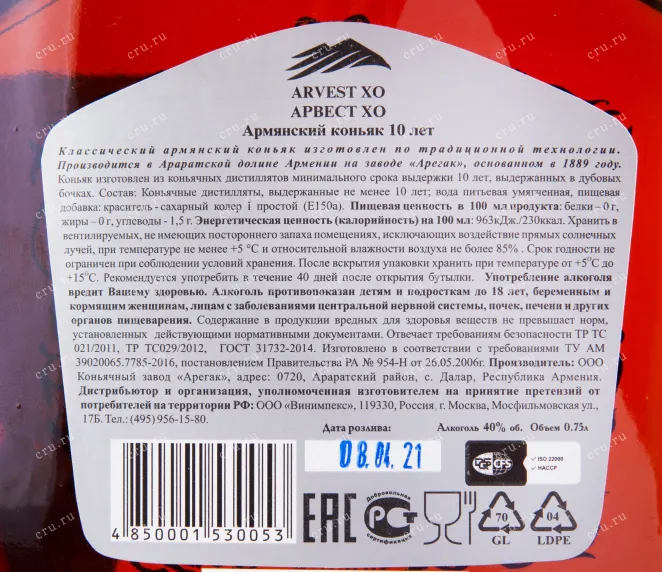 ARVEST XO
АРВЕСТ ХО
Армянский коньяк 10 лет
Классический армянский коньяк изготовлен по традиционной технологии.
Производится в Араратской долине Армении на заводе «Арегак», основанном в 1889 году.
Коньяк изготовлен из коньячных дистиллятов минимального срока выдержки 10 лет, выдержанных в дубовых
бочках. Состав: Коньячные дистилляты, выдержанные не менее 10 лет; вода питьевая умягченная, пищевая
добавка: краситель - сахарный колер i простой (Е150а). Пищевая ценность в 100 мл продукта: белки – 0 г,
жиры – 0 г, углеводы - 1,5 г. Энергетическая ценность (калорийность) на 100 мл: 963кДж./230ккал. Хранить в
вентилируемых, не имеющих постороннего запаха помещениях, исключающих воздействие прямых солнечных
лучей, при температуре не менее +5 °С и относительной влажности воздуха не более 85% . Срок годности не
ограничен при соблюдении условий хранения. После вскрытия упаковки хранить при температуре от +5°С до
+15°С. Рекомендуется употребить в течение 40 дней после открытия бутылки. Употребление алкоголя
вредит Вашему здоровью. Алкоголь противопоказан детям и подросткам до 18 лет, беременным и
кормящим женщинам, лицам с заболеваниями центральной нервной системы, почек, печени и других
органов пищеварения. Содержание в продукции вредных для здоровья веществ не превышает норм,
установленных действующими нормативными документами. Отвечает требованиям безопасности ТР ТС
021/2011, ТР ТС029/2012, ГОСТ 31732-2014. Изготовлено в соответствии с требованиями ТУ АМ
39020065.7785-2016, постановлением Правительства РА № 954-Н от 26.05.2006г. Производитель: ООО
Коньячный завод «Арегак», адрес: 0720, Араратский район, с. Далар, Республика Армения.
Дистрибьютор и организация, уполномоченная изготовителем на принятие претензий от
потребителей на территории РФ: ООО «Винимпекс», 119330, Россия, г. Москва, Мосфильмовская ул.,
17Б. Тел.: (495) 956-15-80.
Дата розлива: Алкоголь 40% об. Объем 0.75л
08.04.21
CFS
ISO 22000
HACCP
4 850001 530053
EAC
Добровольная
сертификация
70
GL
04
LDPE
cru.ru